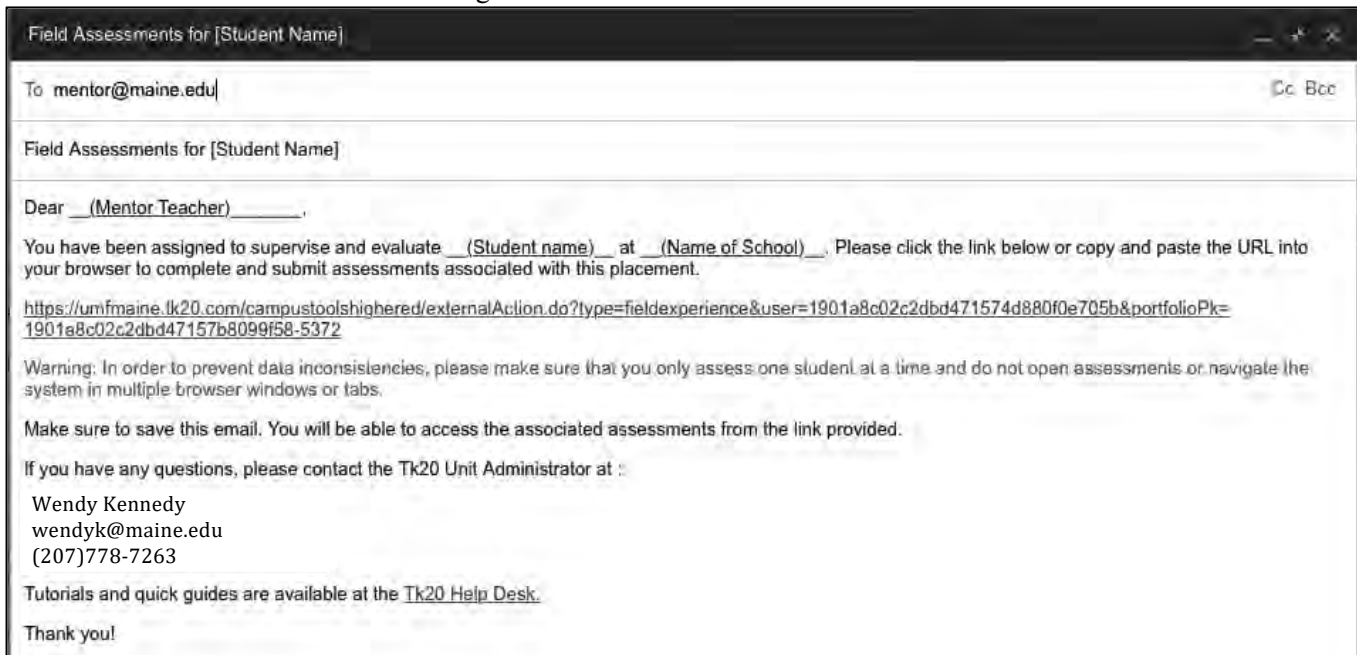 Field Assessments for [Student Name]
To mentor@maine.edu
Cc Bcc
Field Assessments for [Student Name]
Dear __(Mentor Teacher)_______,
You have been assigned to supervise and evaluate __(Student name)__ at __(Name of School)__. Please click the link below or copy and paste the URL into
your browser to complete and submit assessments associated with this placement.
https://umfmaine.tk20.com/campustoolshighered/externalAction.do?type=fieldexperience&user=1901a8c02c2dbd471574d880f0e705b&portfolioPk=
1901a8c02c2dbd47157b8099f58-5372
Warning: In order to prevent data inconsistencies, please make sure that you only assess one student at a time and do not open assessments or navigate the
system in multiple browser windows or tabs.
Make sure to save this email. You will be able to access the associated assessments from the link provided.
If you have any questions, please contact the Tk20 Unit Administrator at :
Wendy Kennedy
wendyk@maine.edu
(207)778-7263
Tutorials and quick guides are available at the Tk20 Help Desk.
Thank you!